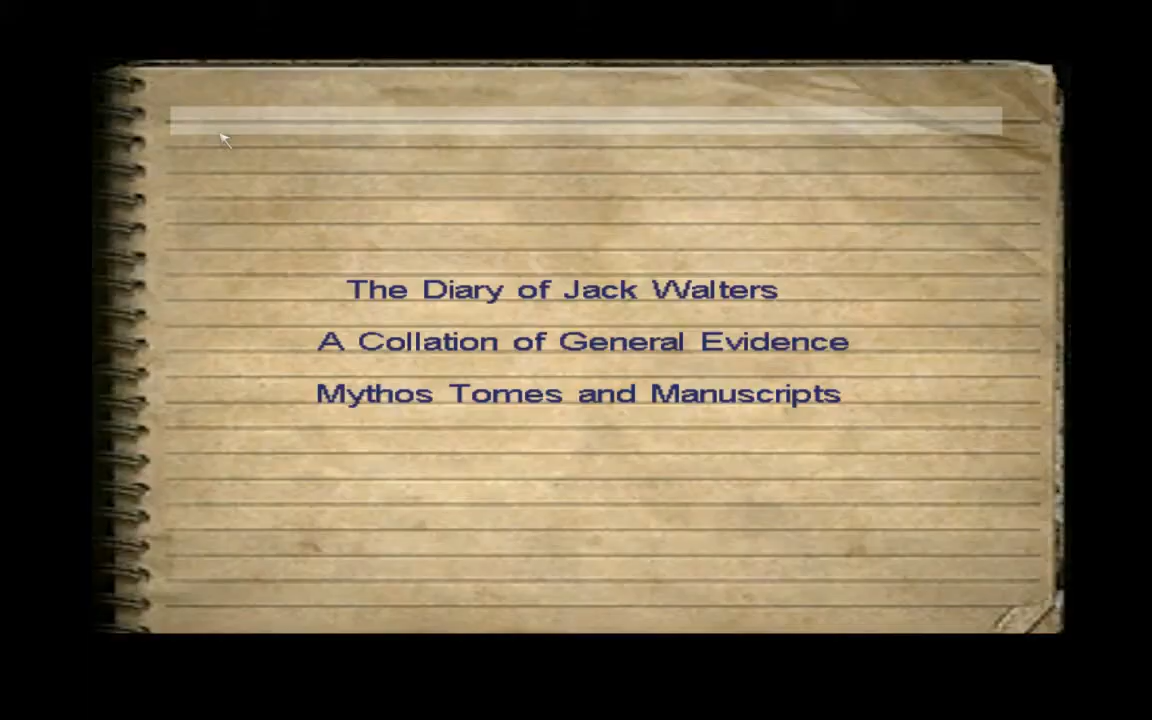 The Diary of Jack Walters
A Collation of General Evidence
Mythos Tomes and Manuscripts